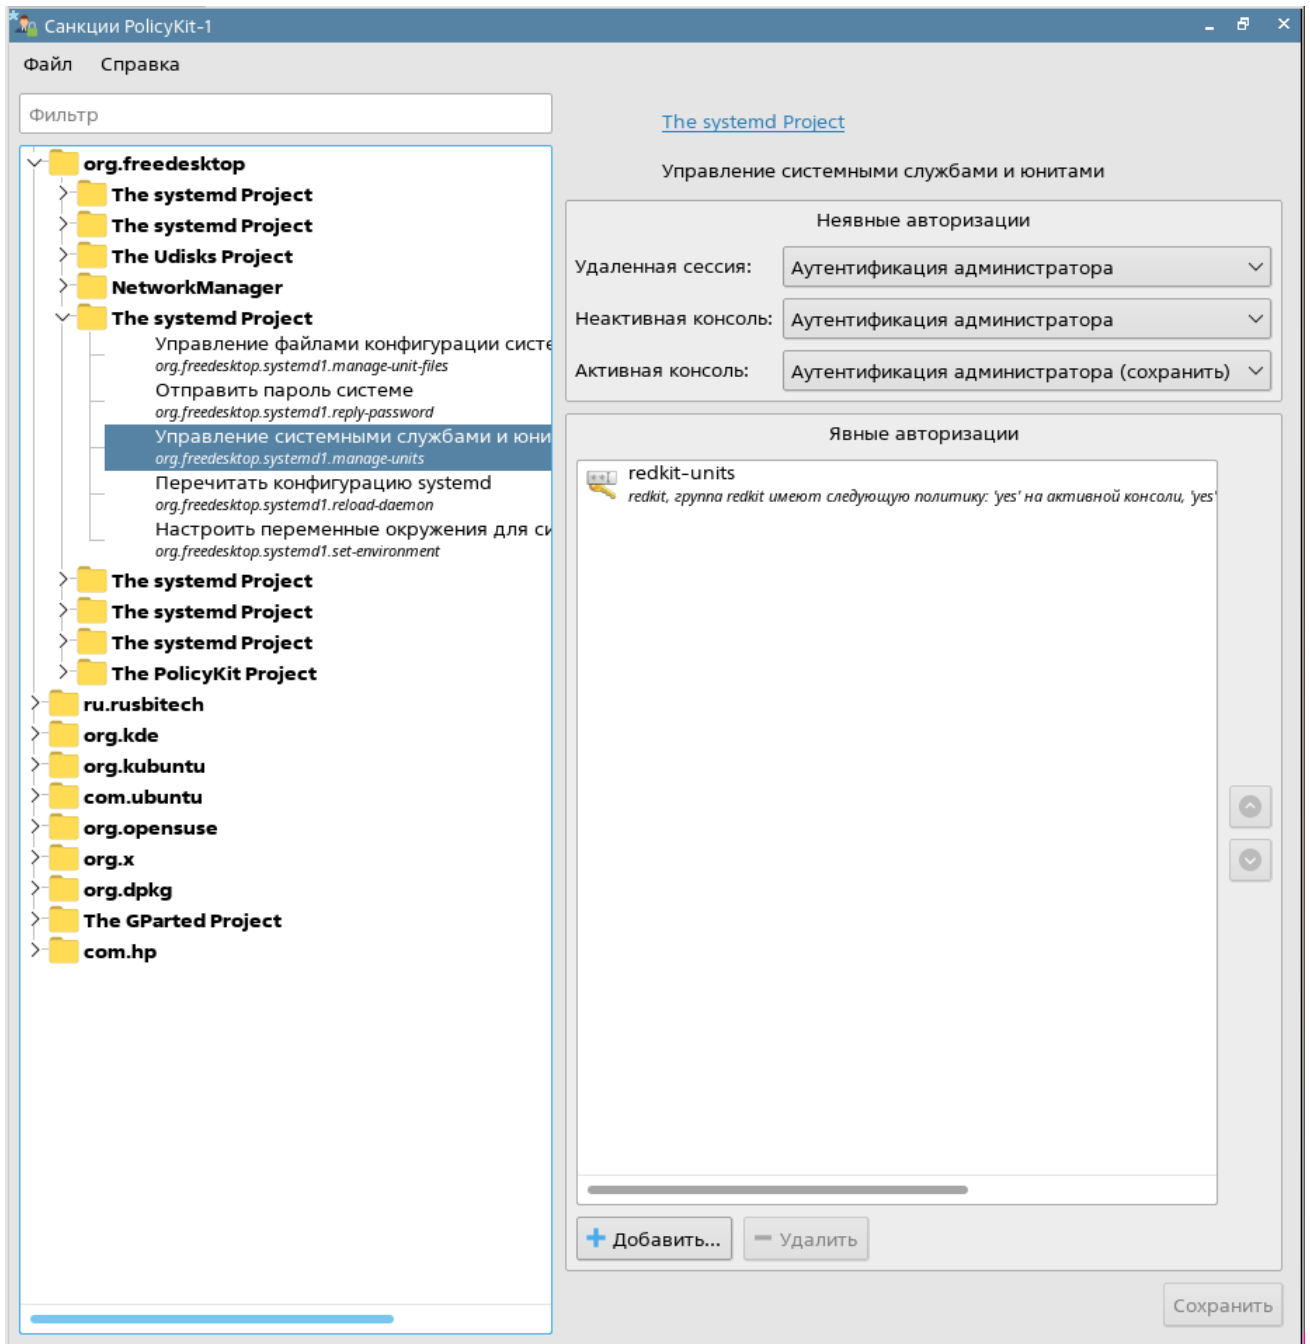 Санкции PolicyKit-1
Файл Справка
Фильтр
org.freedesktop
The systemd Project
The systemd Project
The Udisks Project
NetworkManager
The systemd Project
Управление файлами конфигурации систе
org.freedesktop.systemd1.manage-unit-files
Отправить пароль системе
org.freedesktop.systemd1.reply-password
Управление системными службами и юни
org.freedesktop.systemd1.manage-units
Перечитать конфигурацию systemd
org.freedesktop.systemd1.reload-daemon
Настроить переменные окружения для си
org.freedesktop.systemd1.set-environment
The systemd Project
The systemd Project
The systemd Project
The PolicyKit Project
ru.rusbitech
org.kde
org.kubuntu
com.ubuntu
org.opensuse
org.x
org.dpkg
The GParted Project
com.hp
The systemd Project
Управление системными службами и юнитами
Неявные авторизации
Удаленная сессия: Аутентификация администратора
Неактивная консоль: Аутентификация администратора
Активная консоль: Аутентификация администратора (сохранить)
Явные авторизации
redkit-units
redkit, группа redkit имеют следующую политику: 'yes' на активной консоли, 'yes'
Добавить... Удалить
Сохранить